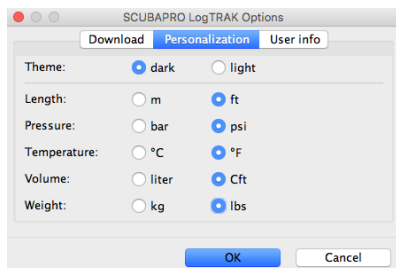 SCUBAPRO LogTRAK Options
Download Personalization User info
Theme: dark light
Length: m ft
Pressure: bar psi
Temperature: °C °F
Volume: liter Cft
Weight: kg lbs
OK Cancel